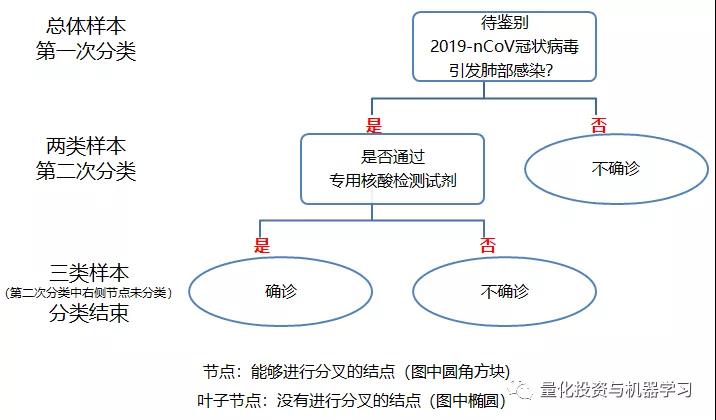 总体样本
第一次分类
待鉴别
2019-nCoV冠状病毒
引发肺部感染?
是
否
两类样本
第二次分类
是否通过
专用核酸检测试剂
不确诊
是
否
三类样本
(第二次分类中右侧节点未分类)
分类结束
确诊
不确诊
节点：能够进行分叉的结点（图中圆角方块）
叶子节点：没有进行分叉的结点（图中椭圆）
量化投资与机器学习